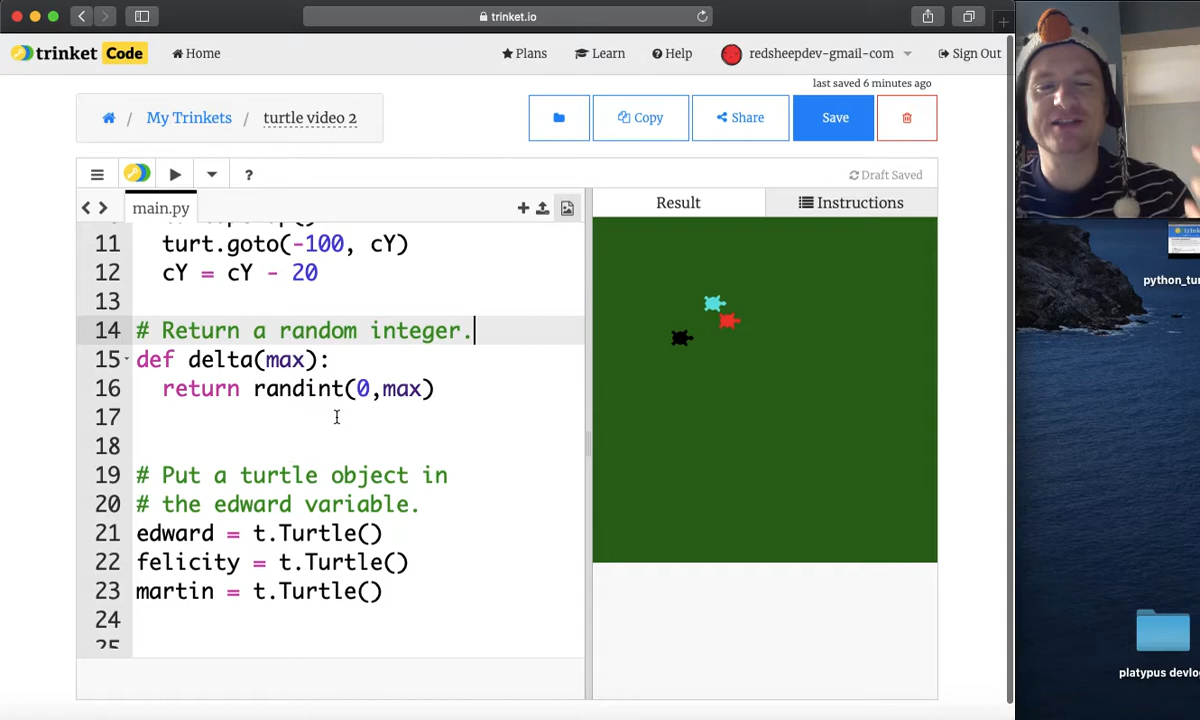 trinket.io
trinket Code
Home
Plans
Learn
Help
redsheepdev-gmail-com
Sign Out
last saved 6 minutes ago
/ My Trinkets / turtle video 2
Copy
Share
Save
?
Draft Saved
main.py
Result
Instructions
11 turt.goto(-100, cY)
12 cY = cY - 20
13
14 # Return a random integer.
15 def delta(max):
16 return randint(0,max)
17
18
19 # Put a turtle object in
20 # the edward variable.
21 edward = t.Turtle()
22 felicity = t.Turtle()
23 martin = t.Turtle()
24
25
python_tur
platypus devlo